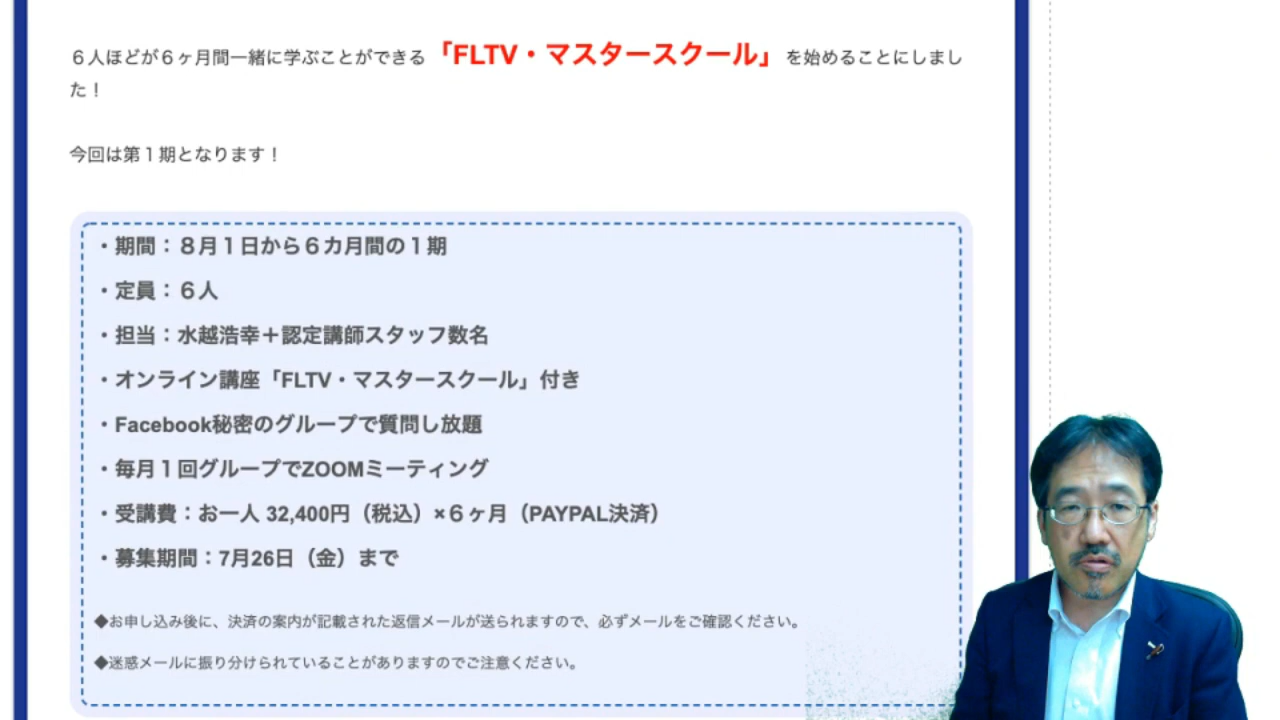 ６人ほどが６ヶ月間一緒に学ぶことができる「FLTV・マスタースクール」を始めることにしまし
た！
今回は第１期となります！
・期間：８月１日から６カ月間の１期
・定員：６人
・担当：水越浩幸＋認定講師スタッフ数名
・オンライン講座「FLTV・マスタースクール」付き
・Facebook秘密のグループで質問し放題
・毎月１回グループでZOOMミーティング
・受講費：お一人 32,400円（税込）×６ヶ月（PAYPAL決済）
・募集期間：7月26日（金）まで
◆お申し込み後に、決済の案内が記載された返信メールが送られますので、必ずメールをご確認ください。
◆迷惑メールに振り分けられていることがありますのでご注意ください。